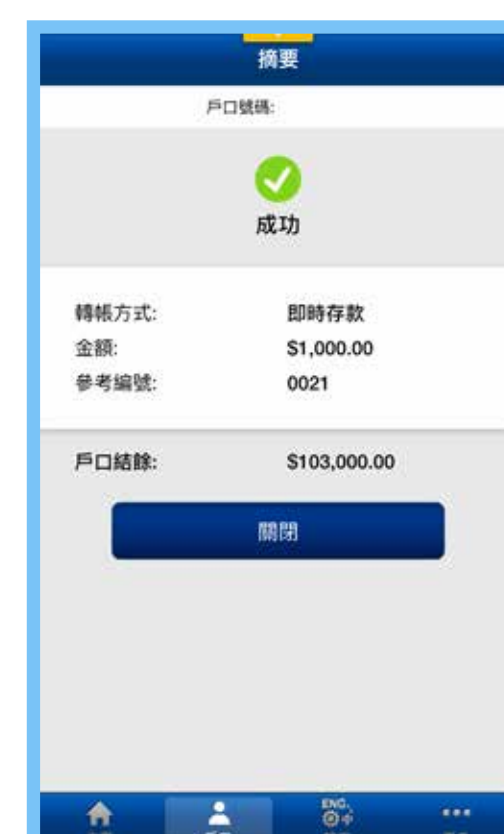 摘要
戶口號碼:
成功
轉帳方式: 即時存款
金額: $1,000.00
參考編號: 0021
戶口結餘: $103,000.00
關閉
ENG.
中